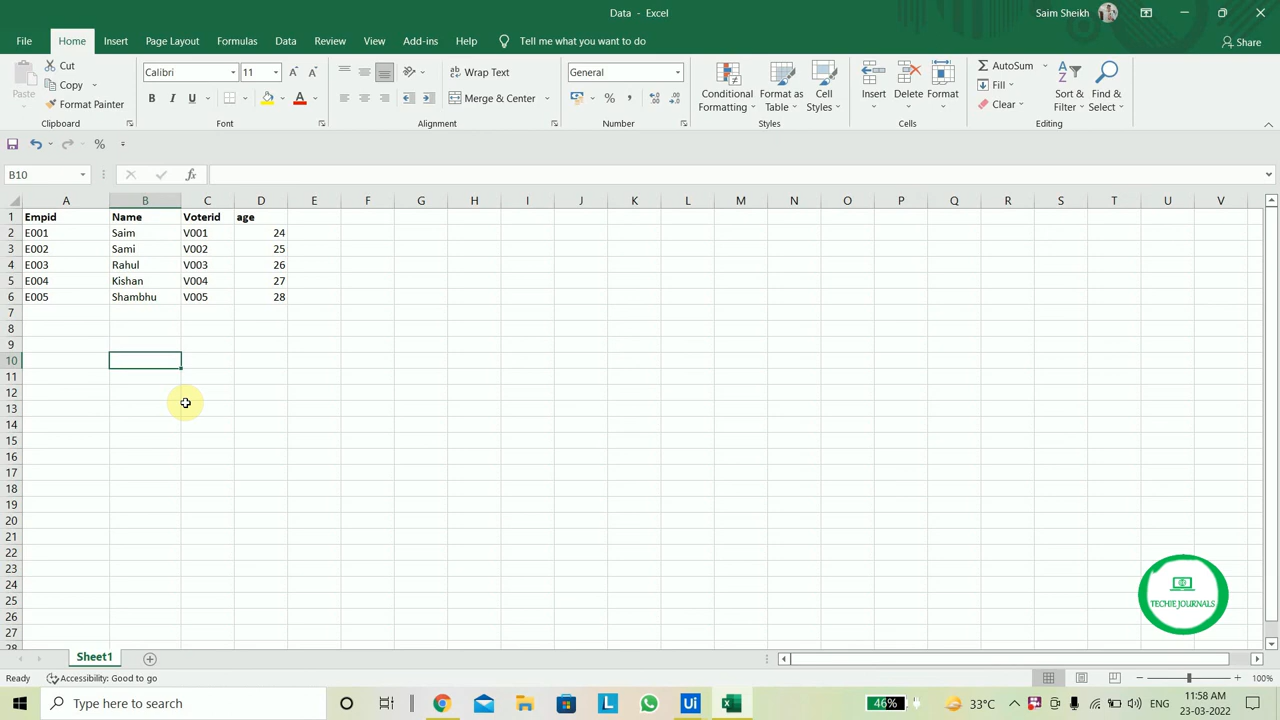 Data - Excel
Saim Sheikh
File Home Insert Page Layout Formulas Data Review View Add-ins Help Tell me what you want to do Share
Paste
Cut
Copy
Format Painter
Clipboard
Calibri 11
B I U
Font
Wrap Text
Merge & Center
Alignment
General
%
Number
Conditional Formatting
Format as Table
Cell Styles
Styles
Insert
Delete
Format
Cells
AutoSum
Fill
Clear
Sort & Filter
Find & Select
Editing
%
B10
fx
A B C D E F G H I J K L M N O P Q R S T U V
1 Empid Name Voterid age
2 E001 Saim V001 24
3 E002 Sami V002 25
4 E003 Rahul V003 26
5 E004 Kishan V004 27
6 E005 Shambhu V005 28
7
8
9
10
11
12
13
14
15
16
17
18
19
20
21
22
23
24
25
26
27
28
TECHIE JOURNALS
Sheet1
Ready
Accessibility: Good to go
100%
Type here to search
L
Ui
46%
33°C
ENG
11:58 AM
23-03-2022